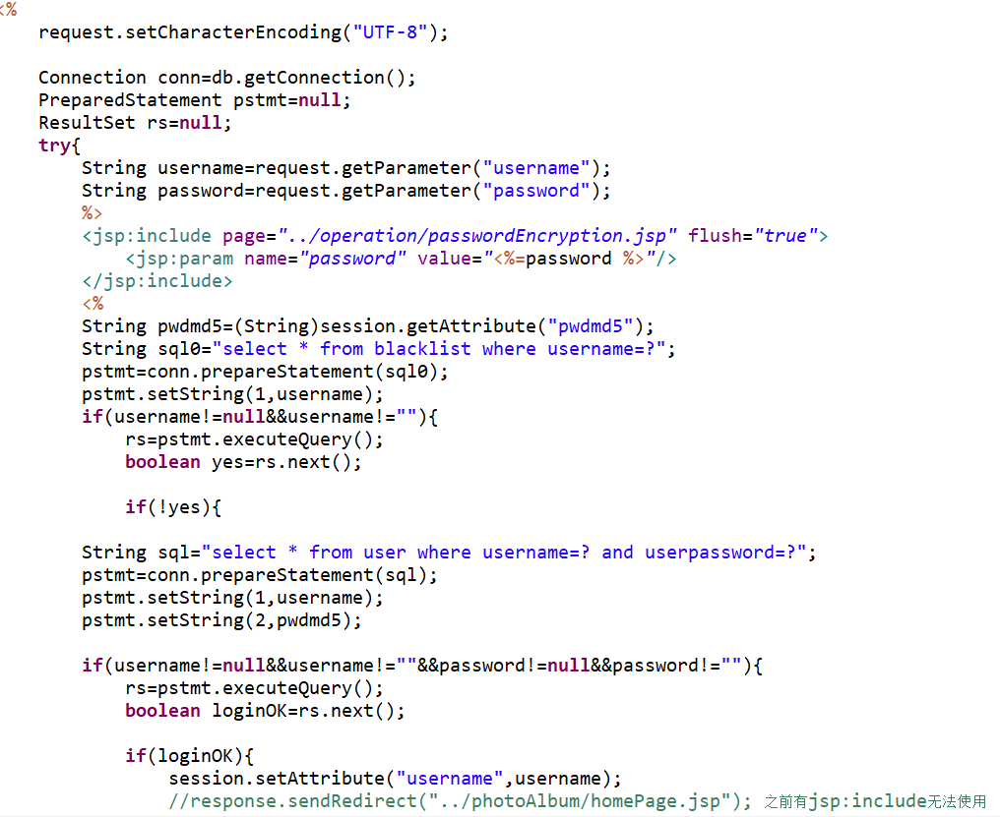 <%
request.setCharacterEncoding("UTF-8");
Connection conn=db.getConnection();
PreparedStatement pstmt=null;
ResultSet rs=null;
try{
String username=request.getParameter("username");
String password=request.getParameter("password");
%>
<jsp:include page="../operation/passwordEncryption.jsp" flush="true">
<jsp:param name="password" value="<%=password %>"/>
</jsp:include>
<%
String pwdmd5=(String)session.getAttribute("pwdmd5");
String sql0="select * from blacklist where username=?";
pstmt=conn.prepareStatement(sql0);
pstmt.setString(1,username);
if(username!=null&&username!=""){
rs=pstmt.executeQuery();
boolean yes=rs.next();
if(!yes){
String sql="select * from user where username=? and userpassword=?";
pstmt=conn.prepareStatement(sql);
pstmt.setString(1,username);
pstmt.setString(2,pwdmd5);
if(username!=null&&username!=""&&password!=null&&password!=""){
rs=pstmt.executeQuery();
boolean loginOK=rs.next();
if(loginOK){
session.setAttribute("username",username);
//response.sendRedirect("../photoAlbum/homePage.jsp"); 之前有jsp:include无法使用